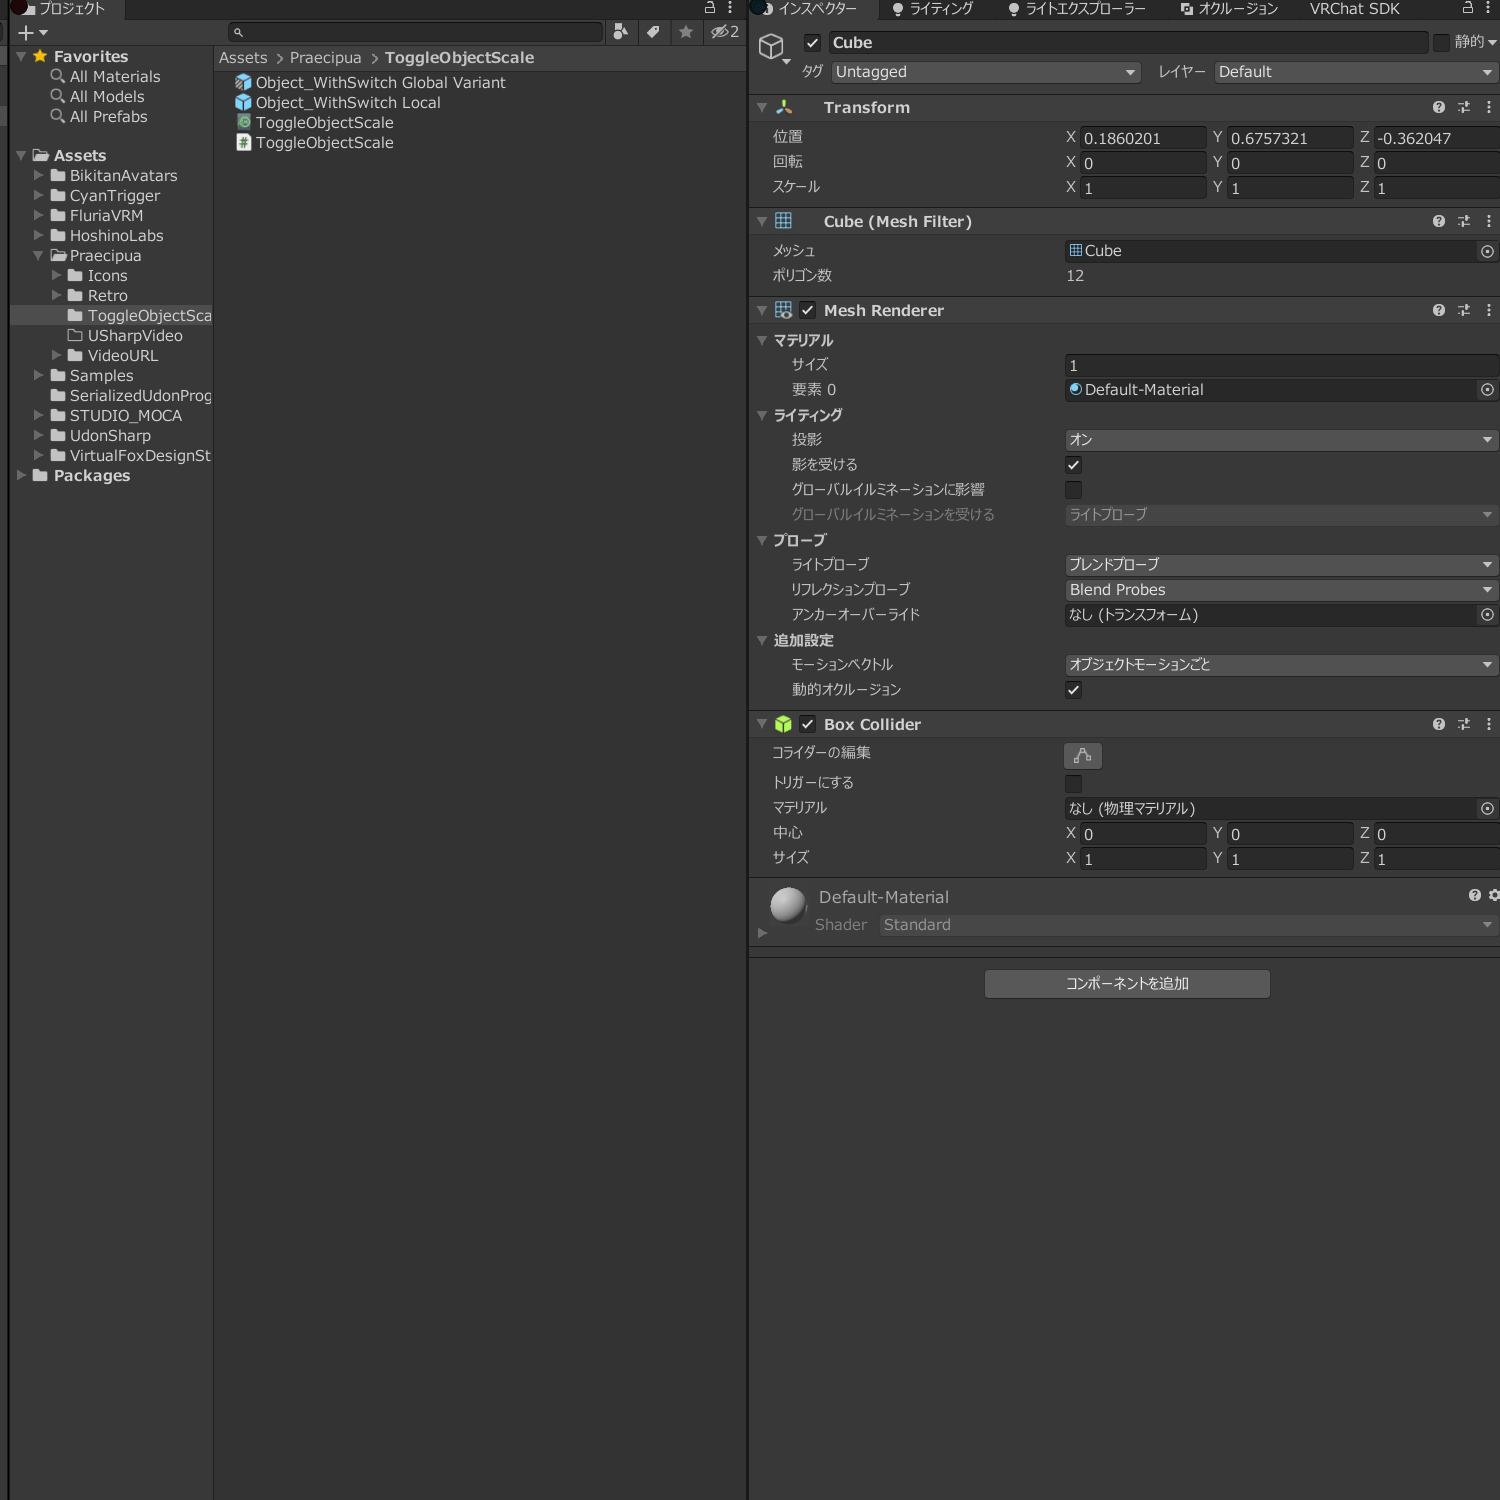 プロジェクト
2
Favorites
All Materials
All Models
All Prefabs
Assets
BikitanAvatars
CyanTrigger
FluriaVRM
HoshinoLabs
Praecipua
Icons
Retro
ToggleObjectSca
USharpVideo
VideoURL
Samples
SerializedUdonProg
STUDIO_MOCA
UdonSharp
VirtualFoxDesignSt
Packages
Assets > Praecipua > ToggleObjectScale
Object_WithSwitch Global Variant
Object_WithSwitch Local
ToggleObjectScale
ToggleObjectScale
インスペクター ライティング ライトエクスプローラー オクルージョン VRChat SDK
Cube 静的
タグ Untagged レイヤー Default
Transform
位置 X 0.1860201 Y 0.6757321 Z -0.362047
回転 X 0 Y 0 Z 0
スケール X 1 Y 1 Z 1
Cube (Mesh Filter)
メッシュ Cube
ポリゴン数 12
Mesh Renderer
マテリアル
サイズ 1
要素 0 Default-Material
ライティング
投影 オン
影を受ける
グローバルイルミネーションに影響
グローバルイルミネーションを受ける ライトプローブ
プローブ
ライトプローブ ブレンドプローブ
リフレクションプローブ Blend Probes
アンカーオーバーライド なし (トランスフォーム)
追加設定
モーションベクトル オブジェクトモーションごと
動的オクルージョン
Box Collider
コライダーの編集
トリガーにする
マテリアル なし (物理マテリアル)
中心 X 0 Y 0 Z 0
サイズ X 1 Y 1 Z 1
Default-Material
Shader Standard
コンポーネントを追加